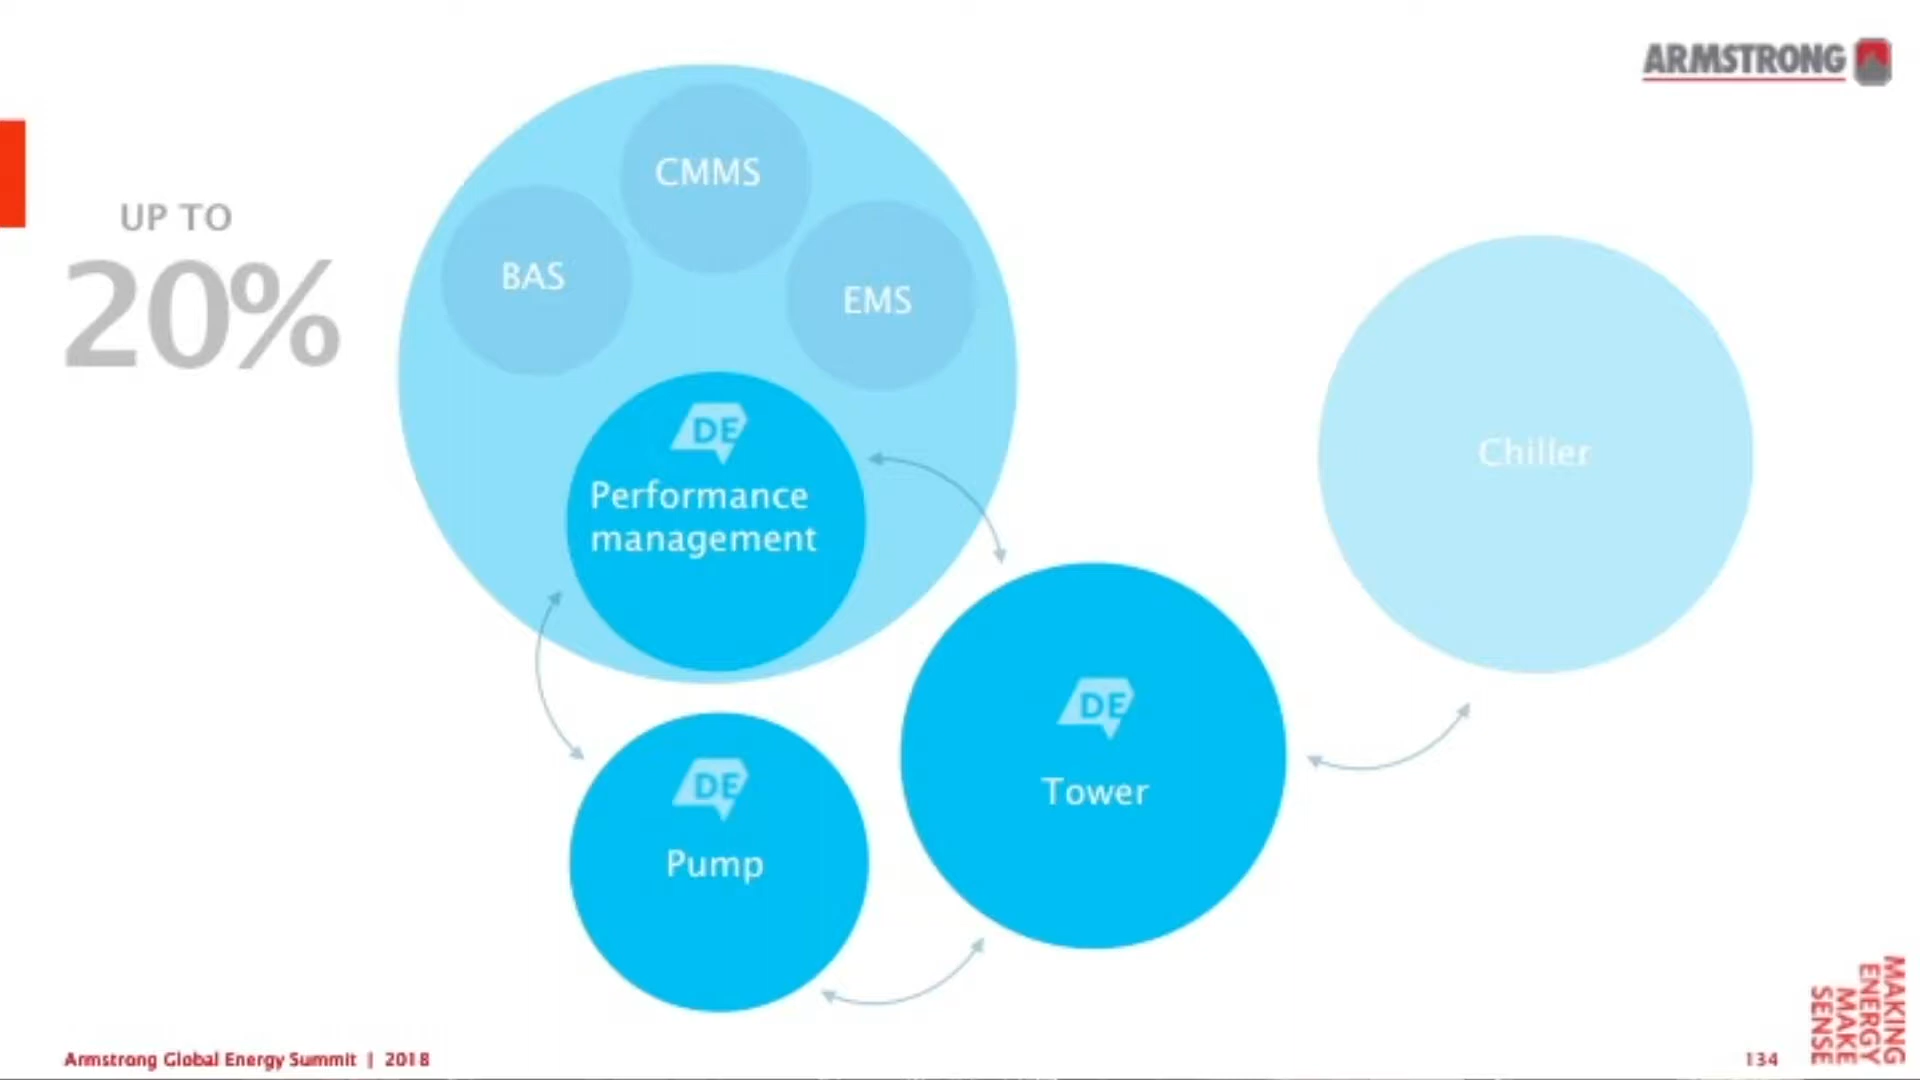 ARMSTRONG
UP TO
20%
CMMS
BAS
EMS
DE
Performance
management
Chiller
DE
Tower
DE
Pump
Armstrong Global Energy Summit | 2018
134
MAKING
ENERGY
MAKE
SENSE